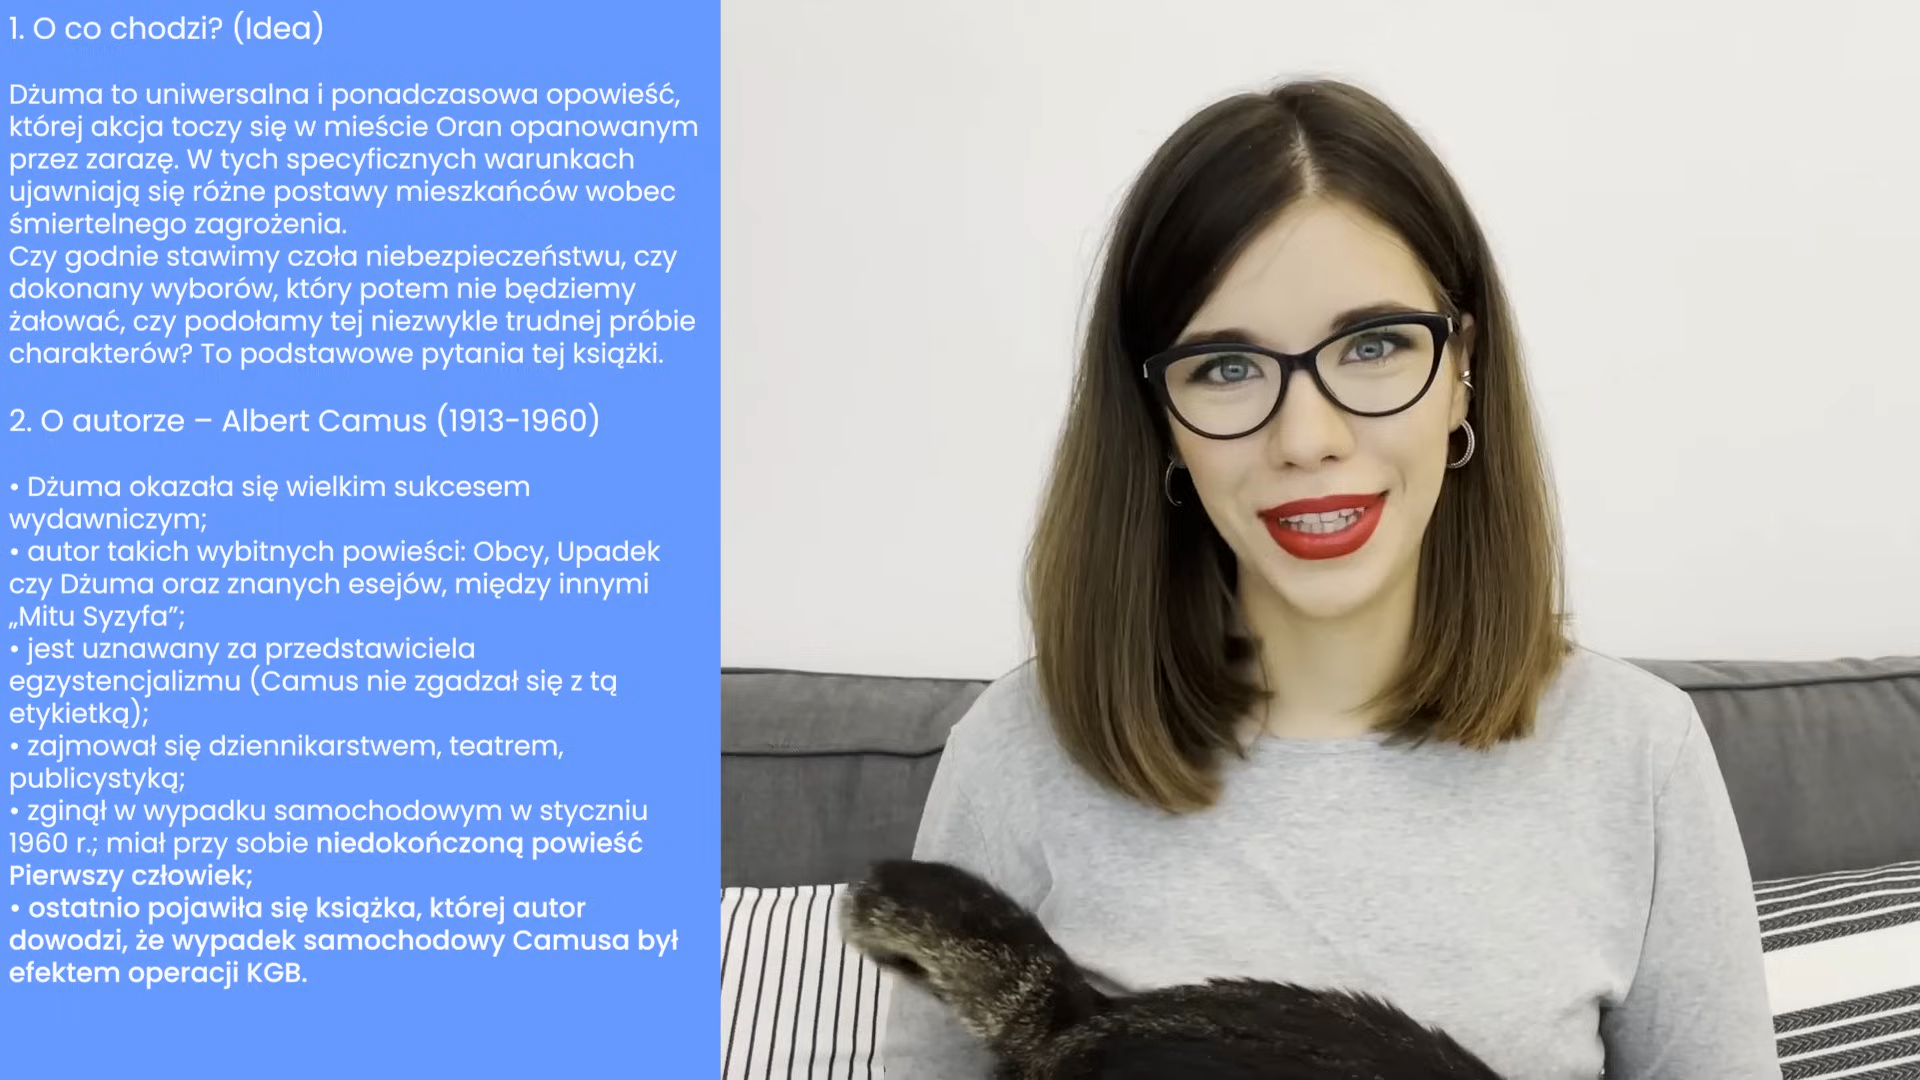 1. O co chodzi? (Idea)
Dżuma to uniwersalna i ponadczasowa opowieść,
której akcja toczy się w mieście Oran opanowanym
przez zarazę. W tych specyficznych warunkach
ujawniają się różne postawy mieszkańców wobec
śmiertelnego zagrożenia.
Czy godnie stawimy czoła niebezpieczeństwu, czy
dokonany wyborów, który potem nie będziemy
żałować, czy podołamy tej niezwykle trudnej próbie
charakterów? To podstawowe pytania tej książki.
2. O autorze – Albert Camus (1913-1960)
• Dżuma okazała się wielkim sukcesem
wydawniczym;
• autor takich wybitnych powieści: Obcy, Upadek
czy Dżuma oraz znanych esejów, między innymi
„Mitu Syzyfa”;
• jest uznawany za przedstawiciela
egzystencjalizmu (Camus nie zgadzał się z tą
etykietką);
• zajmował się dziennikarstwem, teatrem,
publicystyką;
• zginął w wypadku samochodowym w styczniu
1960 r.; miał przy sobie niedokończoną powieść
Pierwszy człowiek;
• ostatnio pojawiła się książka, której autor
dowodzi, że wypadek samochodowy Camusa był
efektem operacji KGB.